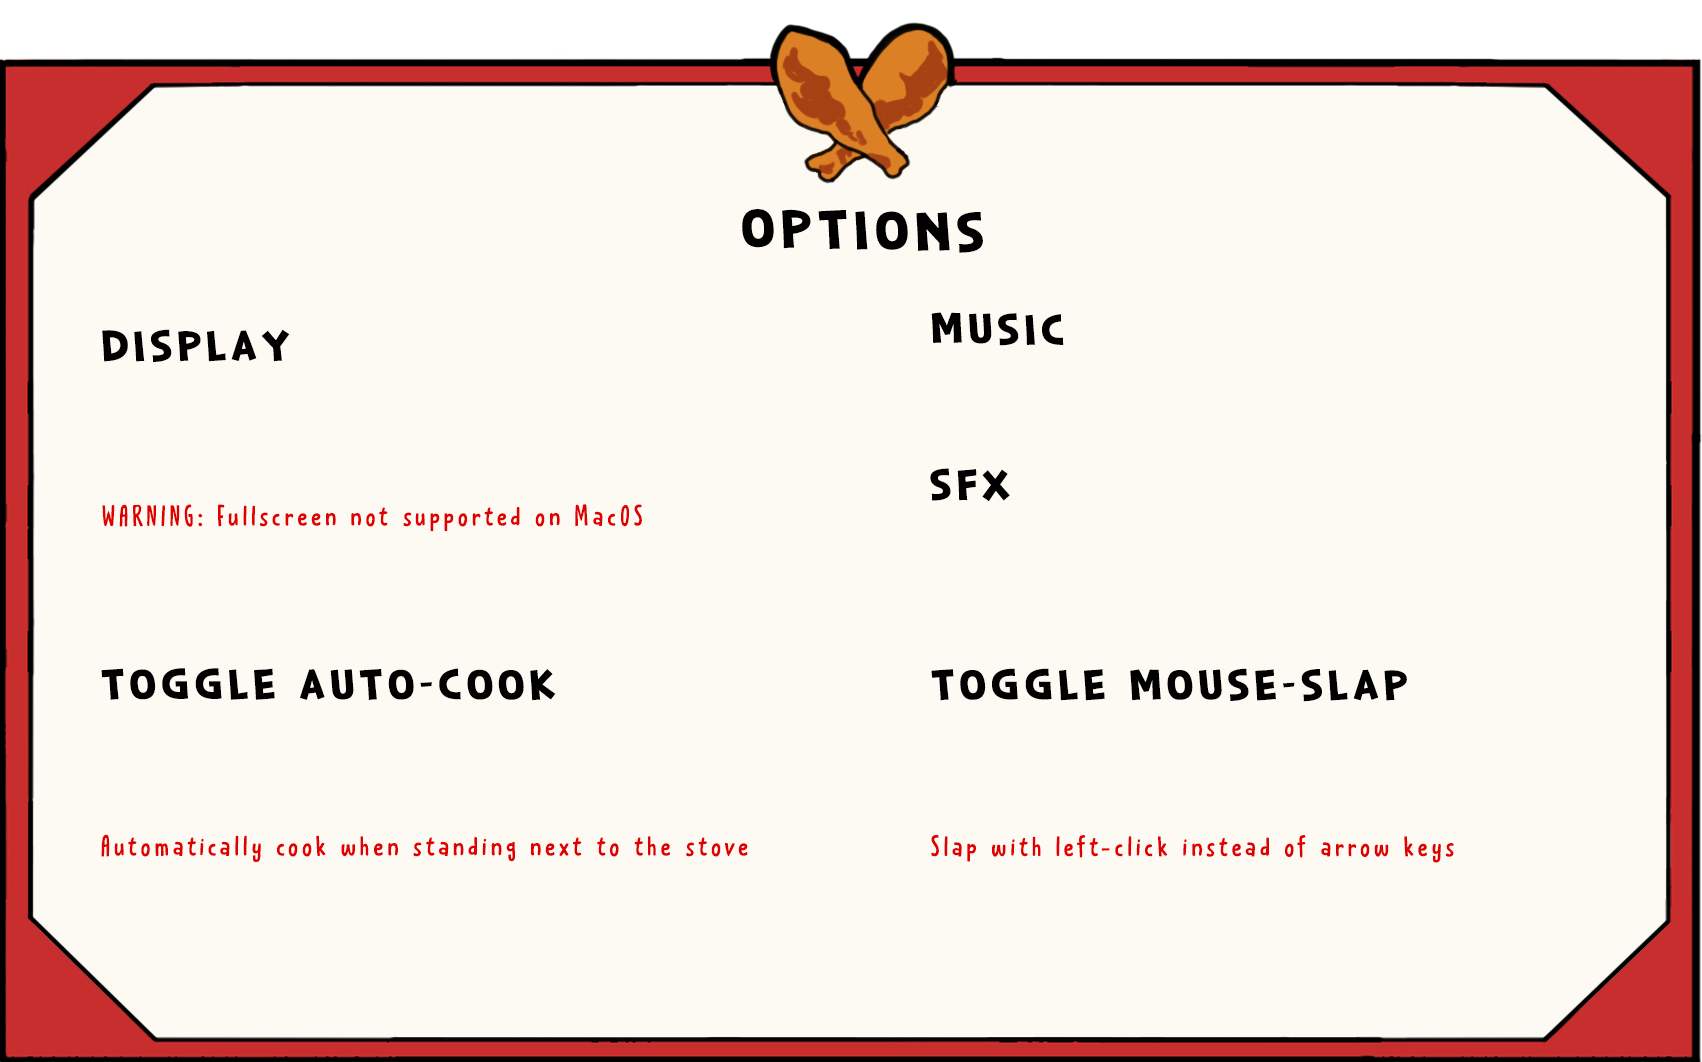 OPTIONS
DISPLAY
MUSIC
SFX
WARNING: Fullscreen not supported on MacOS
TOGGLE AUTO-COOK
TOGGLE MOUSE-SLAP
Automatically cook when standing next to the stove
Slap with left-click instead of arrow keys